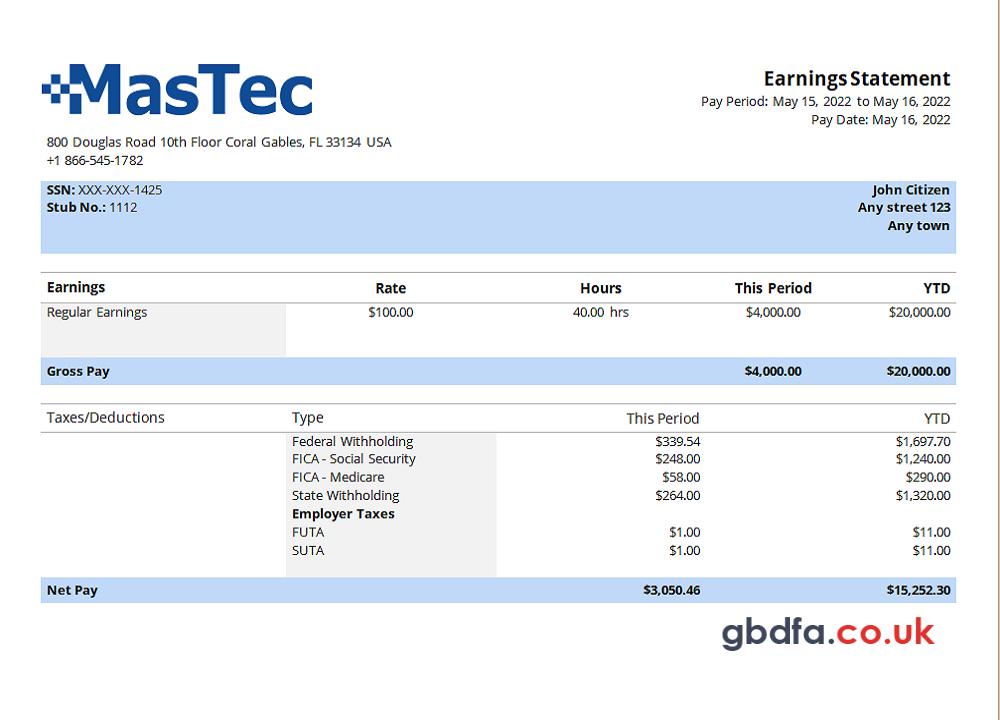 MasTec
Earnings Statement
Pay Period: May 15, 2022 to May 16, 2022
Pay Date: May 16, 2022
800 Douglas Road 10th Floor Coral Gables, FL 33134 USA
+1 866-545-1782
SSN: XXX-XXX-1425 John Citizen
Stub No.: 1112 Any street 123
Any town
Earnings Rate Hours This Period YTD
Regular Earnings $100.00 40.00 hrs $4,000.00 $20,000.00
Gross Pay $4,000.00 $20,000.00
Taxes/Deductions Type This Period YTD
Federal Withholding $339.54 $1,697.70
FICA - Social Security $248.00 $1,240.00
FICA - Medicare $58.00 $290.00
State Withholding $264.00 $1,320.00
Employer Taxes
FUTA $1.00 $11.00
SUTA $1.00 $11.00
Net Pay $3,050.46 $15,252.30
gbdfa.co.uk